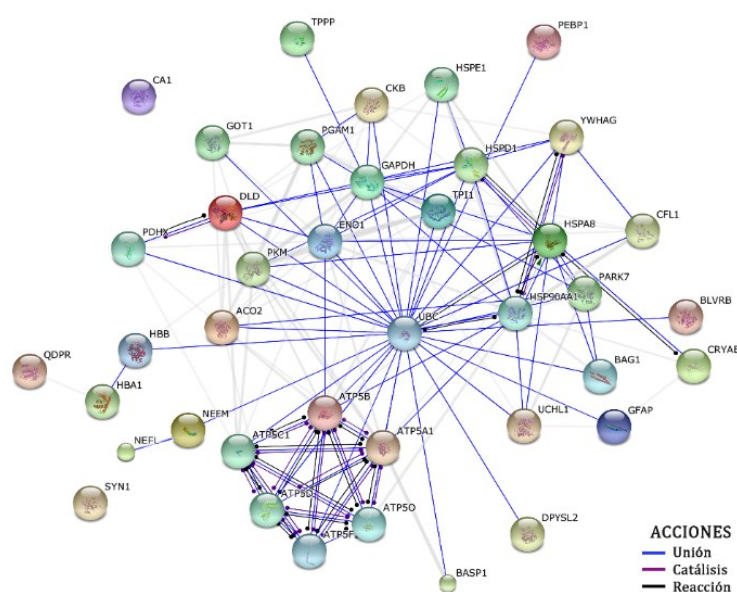 TPPP
PEBP1
CA1
HSPE1
CKB
YWHAG
GOT1
PGAM1
HSPD1
GAPDH
DLD
TPI1
CFL1
PDHX
ENO1
HSPA8
PKM
PARK7
HSP90AA1
ACO2
UBC
BLVRB
HBB
QDPR
CRYAB
BAG1
HBA1
ATP5B
NEFM
UCHL1
GFAP
NEFL
ATP5C1
ATP5A1
SYN1
ATP5D
ATP5O
DPYSL2
ATP5F
BASP1
ACCIONES
Unión
Catálisis
Reacción